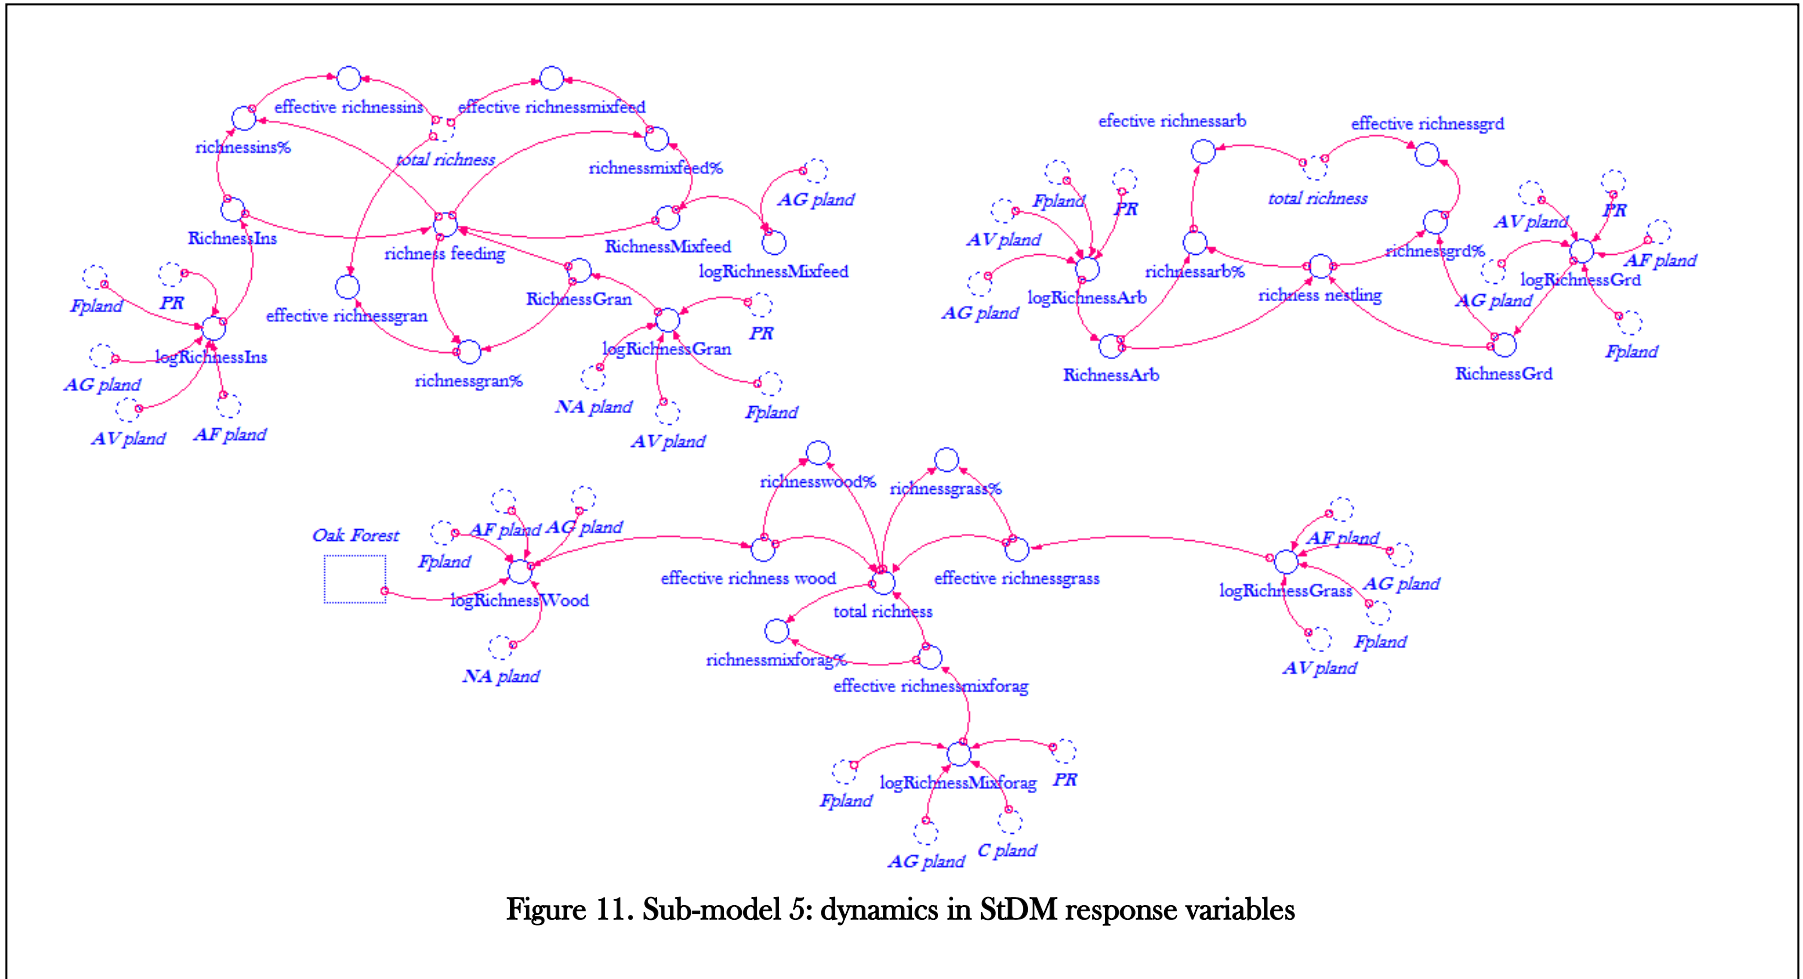 effective richnessins
effective richnessmixfeed
richnessins%
total richness
richnessmixfeed%
AG pland
RichnessIns
richness feeding
RichnessMixfeed
logRichnessMixfeed
Fpland
PR
effective richnessgran
RichnessGran
PR
logRichnessIns
logRichnessGran
AG pland
richnessgran%
AV pland
AF pland
NA pland
AV pland
Fpland
efective richnessarb
effective richnessgrd
Fpland
PR
total richness
AV pland
PR
AV pland
richnessgrd%
AF pland
AG pland
logRichnessArb
richnessarb%
richness nestling
AG pland
logRichnessGrd
RichnessArb
RichnessGrd
Fpland
richnesswood%
richnessgrass%
Oak Forest
AF pland
AG pland
Fpland
AF pland
effective richness wood
effective richnessgrass
AG pland
logRichnessWood
total richness
logRichnessGrass
Fpland
NA pland
richnessmixforag%
AV pland
effective richnessmixforag
Fpland
logRichnessMixforag
PR
AG pland
C pland
Figure 11. Sub-model 5: dynamics in StDM response variables